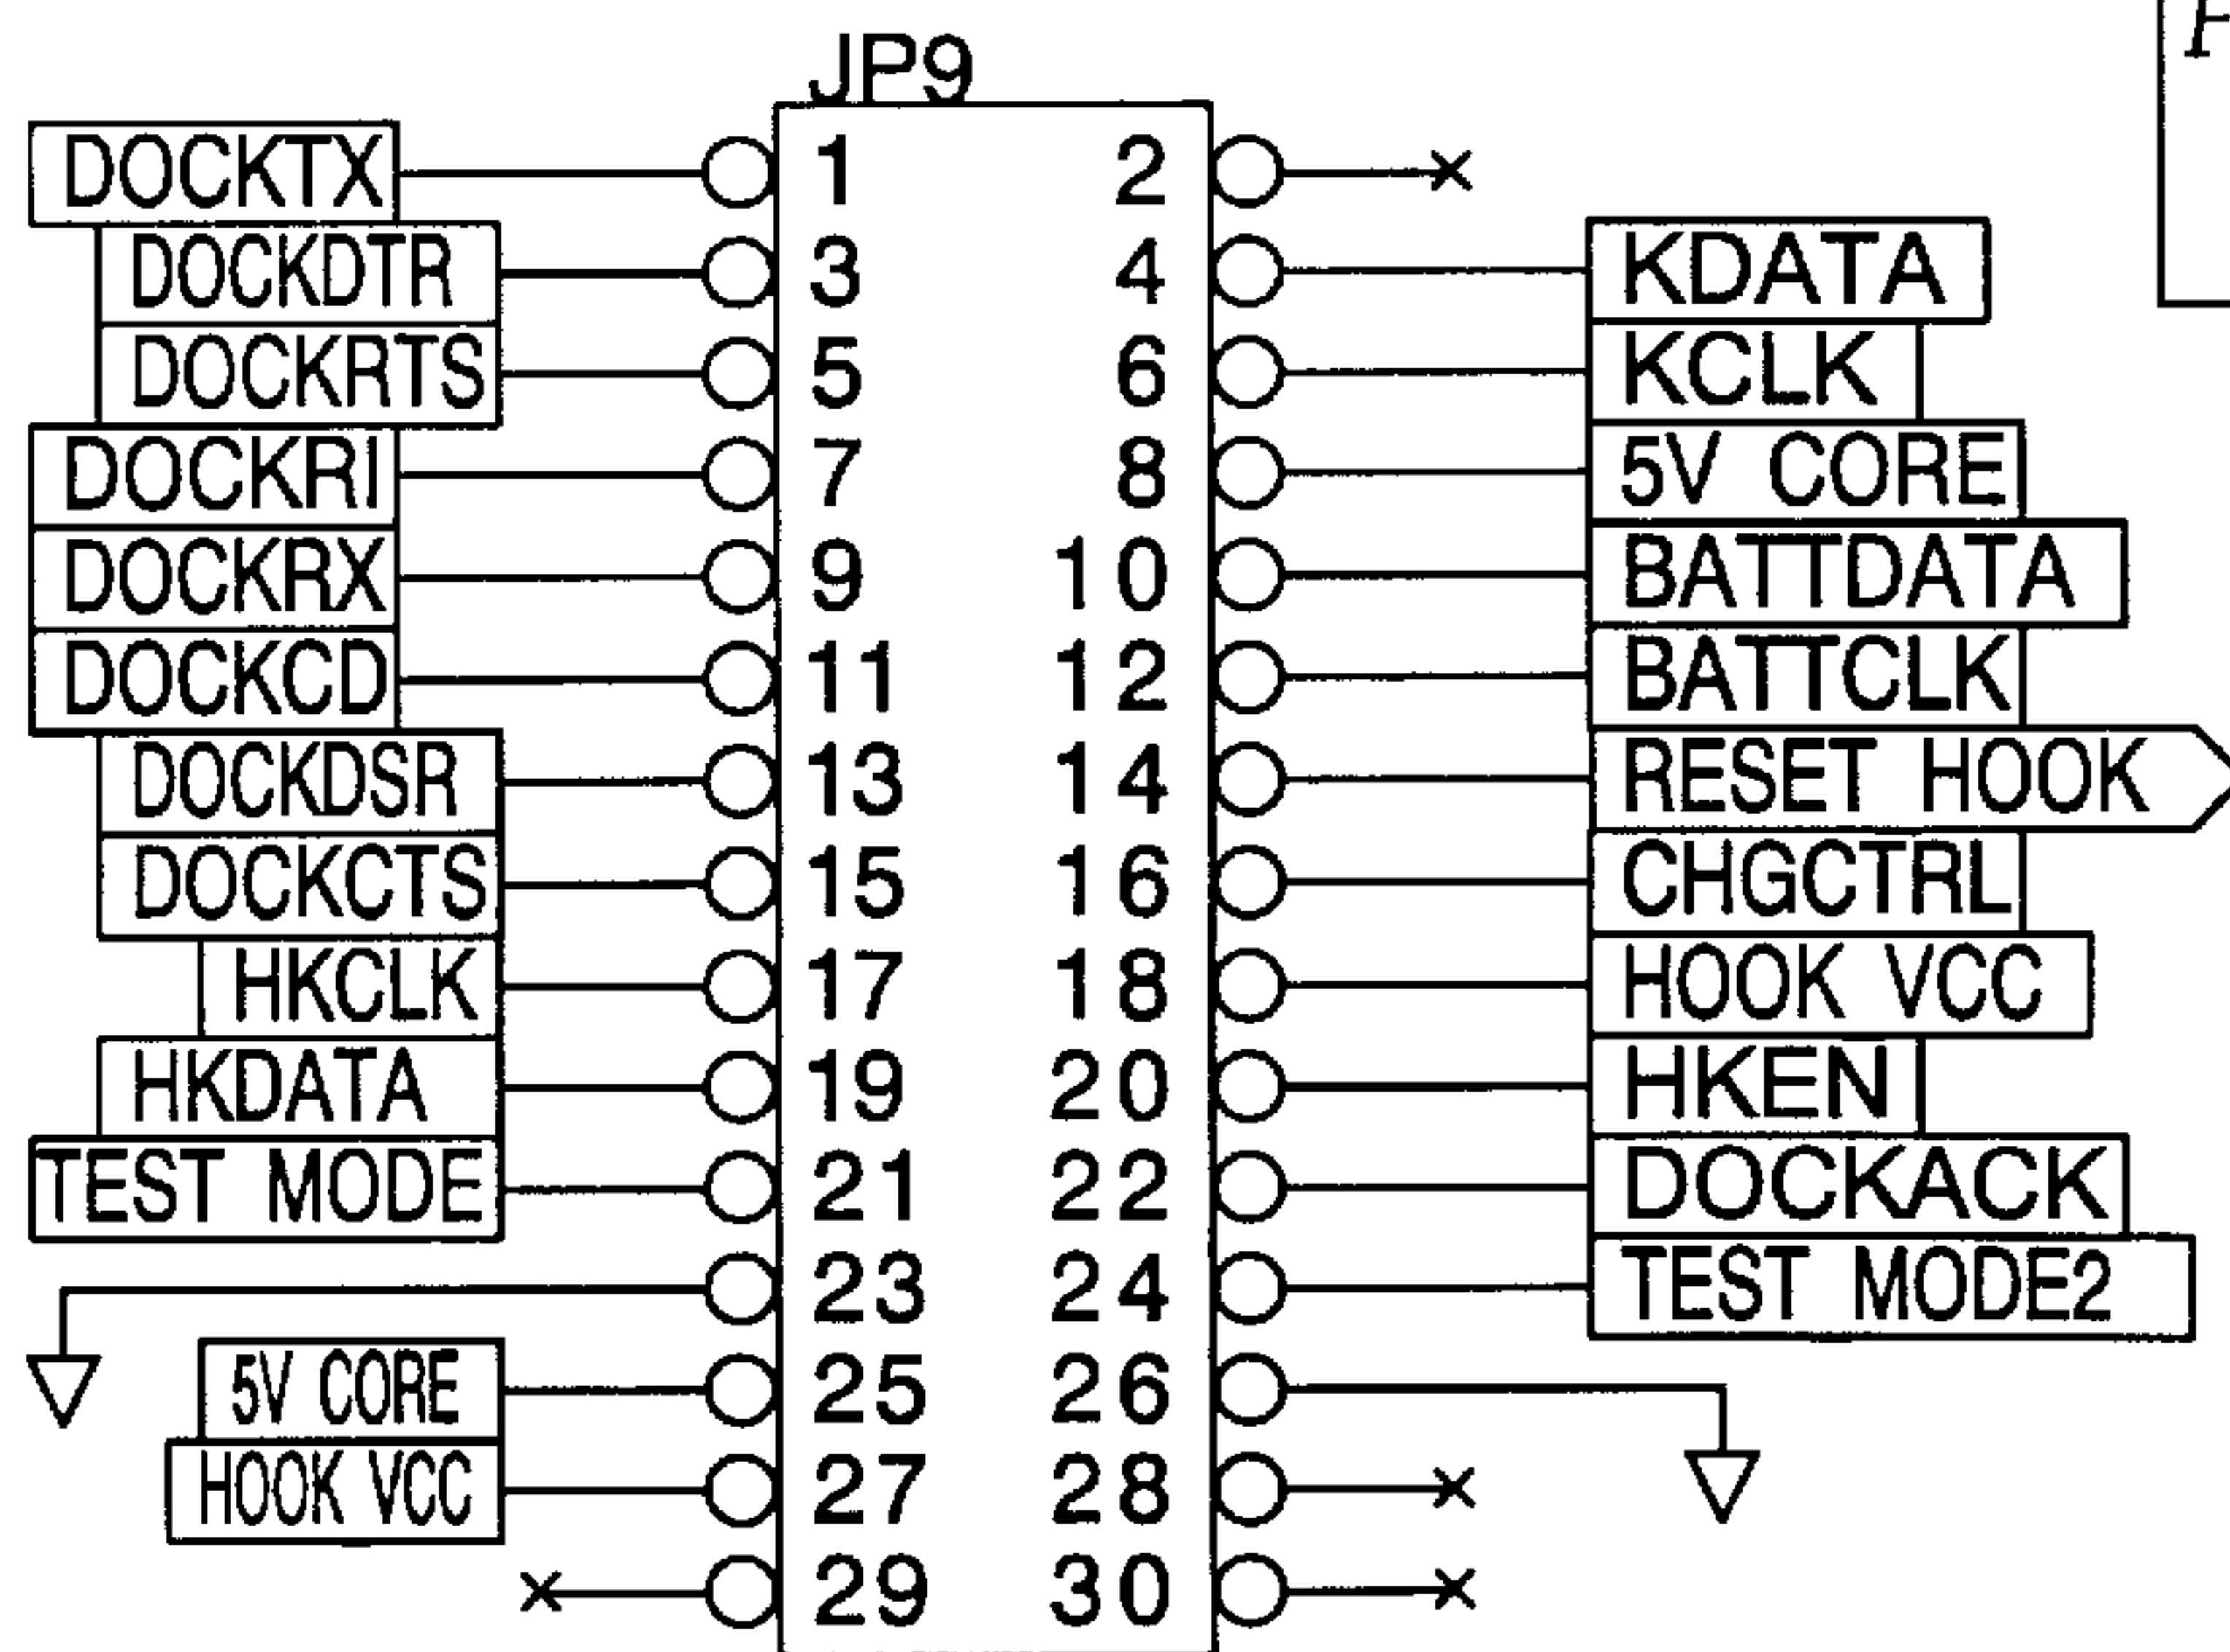 JP9
DOCKTX 1 2
DOCKDTR 3 4 KDATA
DOCKRTS 5 6 KCLK
DOCKRI 7 8 5V CORE
DOCKRX 9 10 BATTDATA
DOCKCD 11 12 BATTCLK
DOCKDSR 13 14 RESET HOOK
DOCKCTS 15 16 CHGCTRL
HKCLK 17 18 HOOK VCC
HKDATA 19 20 HKEN
TEST MODE 21 22 DOCKACK
23 24 TEST MODE2
5V CORE 25 26
HOOK VCC 27 28
29 30